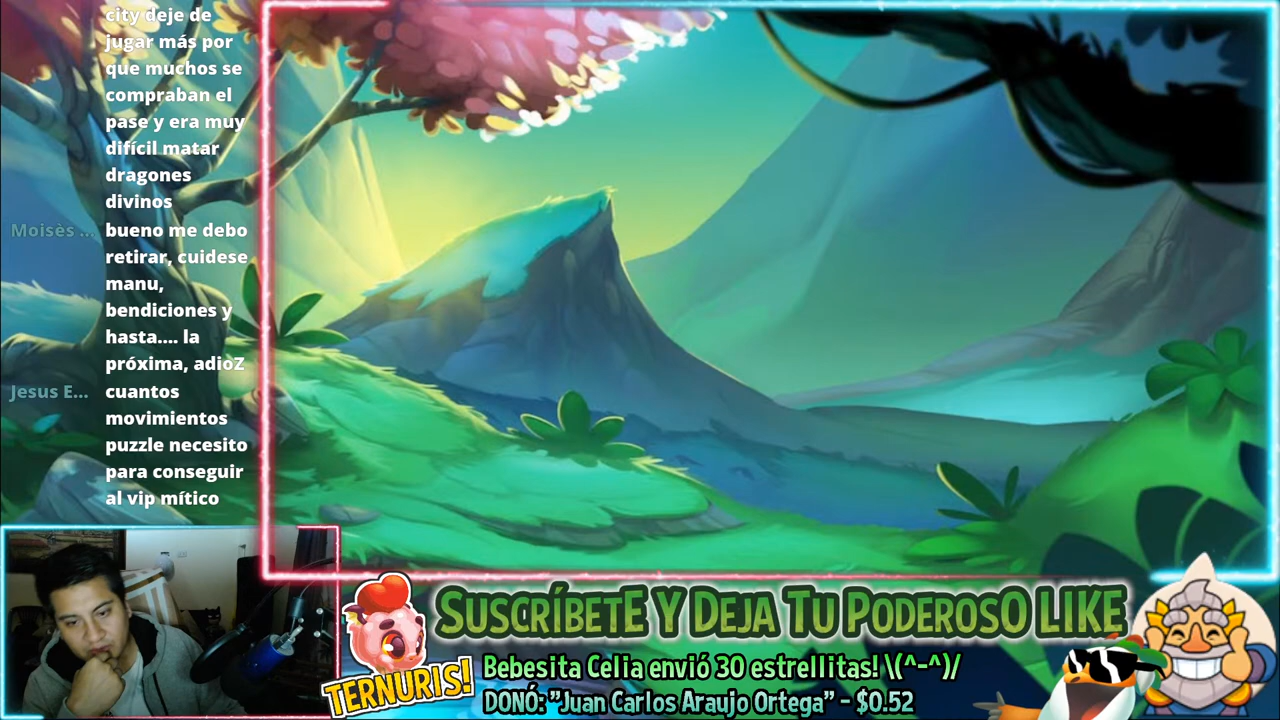 city deje de
jugar más por
que muchos se
compraban el
pase y era muy
difícil matar
dragones
divinos
Moisès ... bueno me debo
retirar, cuidese
manu,
bendiciones y
hasta.... la
próxima, adioZ
Jesus E... cuantos
movimientos
puzzle necesito
para conseguir
al vip mítico
SUSCRÍBETE Y DEJA TU PODEROSO LIKE
TERNURIS!
Bebesita Celia envió 30 estrellitas! \(^-^)/
DONÓ: "Juan Carlos Araujo Ortega" - $0.52